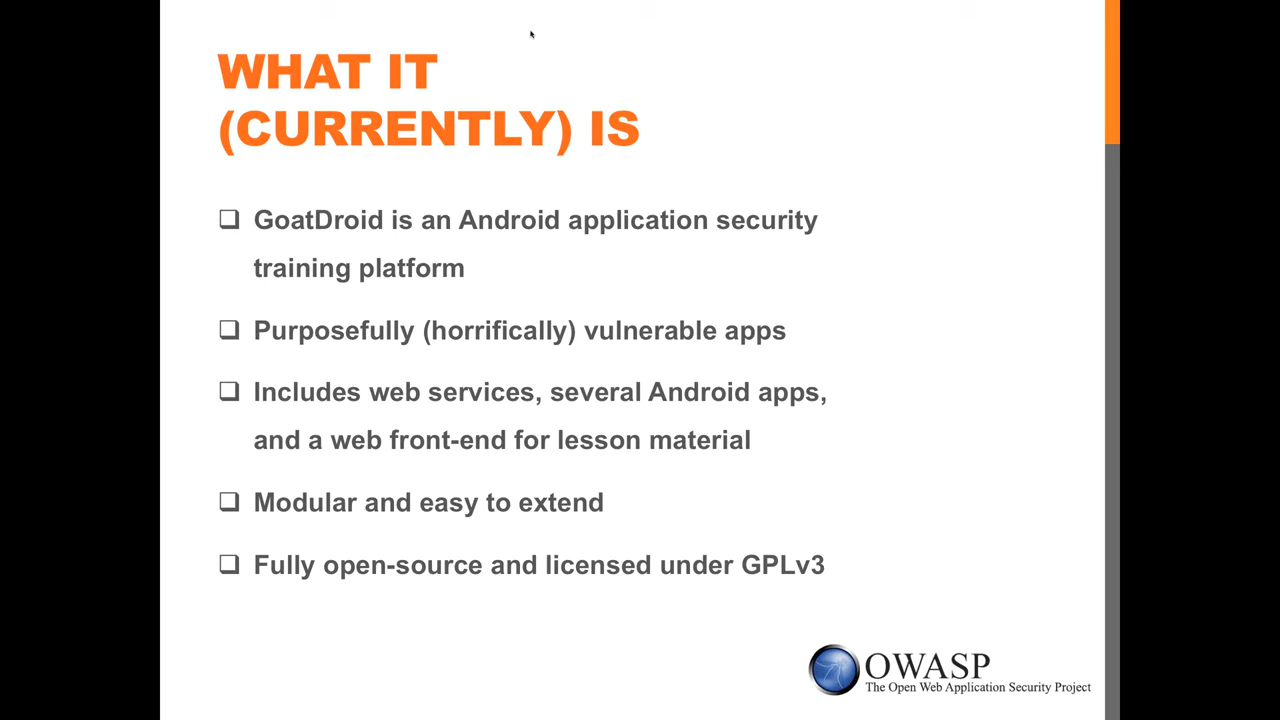 WHAT IT
(CURRENTLY) IS
❑ GoatDroid is an Android application security
training platform
❑ Purposefully (horrifically) vulnerable apps
❑ Includes web services, several Android apps,
and a web front-end for lesson material
❑ Modular and easy to extend
❑ Fully open-source and licensed under GPLv3
OWASP
The Open Web Application Security Project